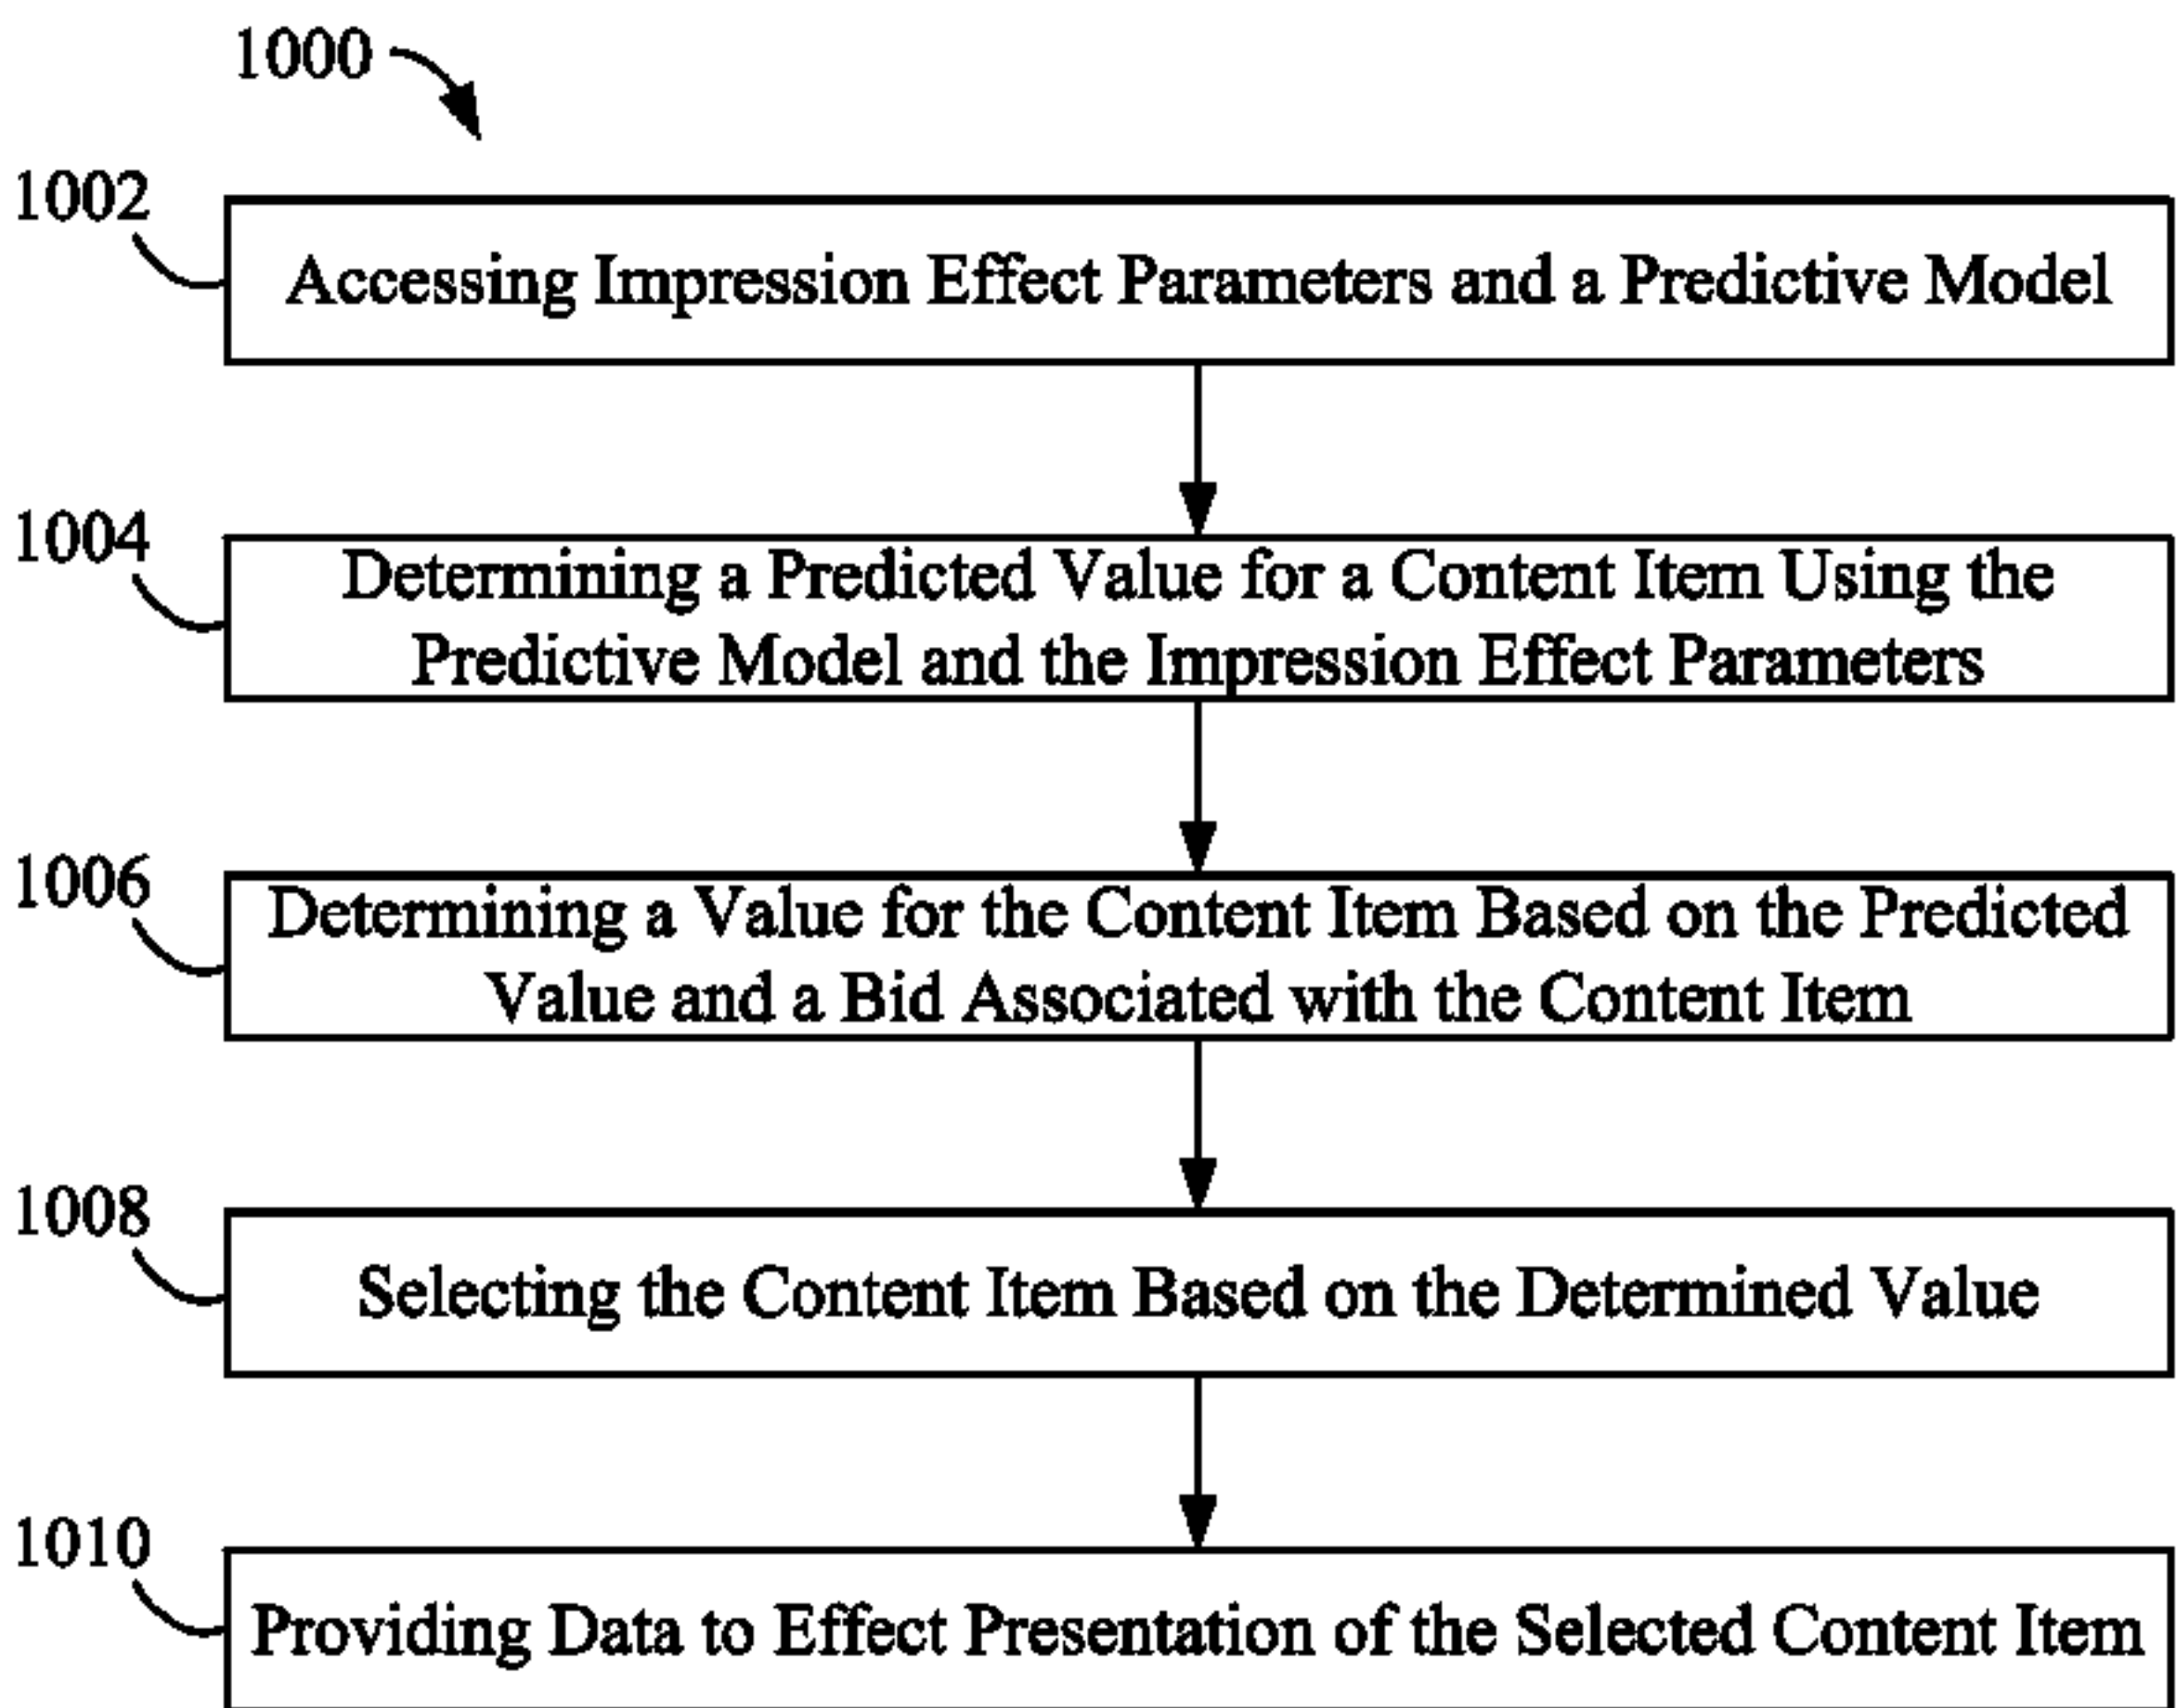 1000
1002
Accessing Impression Effect Parameters and a Predictive Model
1004
Determining a Predicted Value for a Content Item Using the
Predictive Model and the Impression Effect Parameters
1006
Determining a Value for the Content Item Based on the Predicted
Value and a Bid Associated with the Content Item
1008
Selecting the Content Item Based on the Determined Value
1010
Providing Data to Effect Presentation of the Selected Content Item